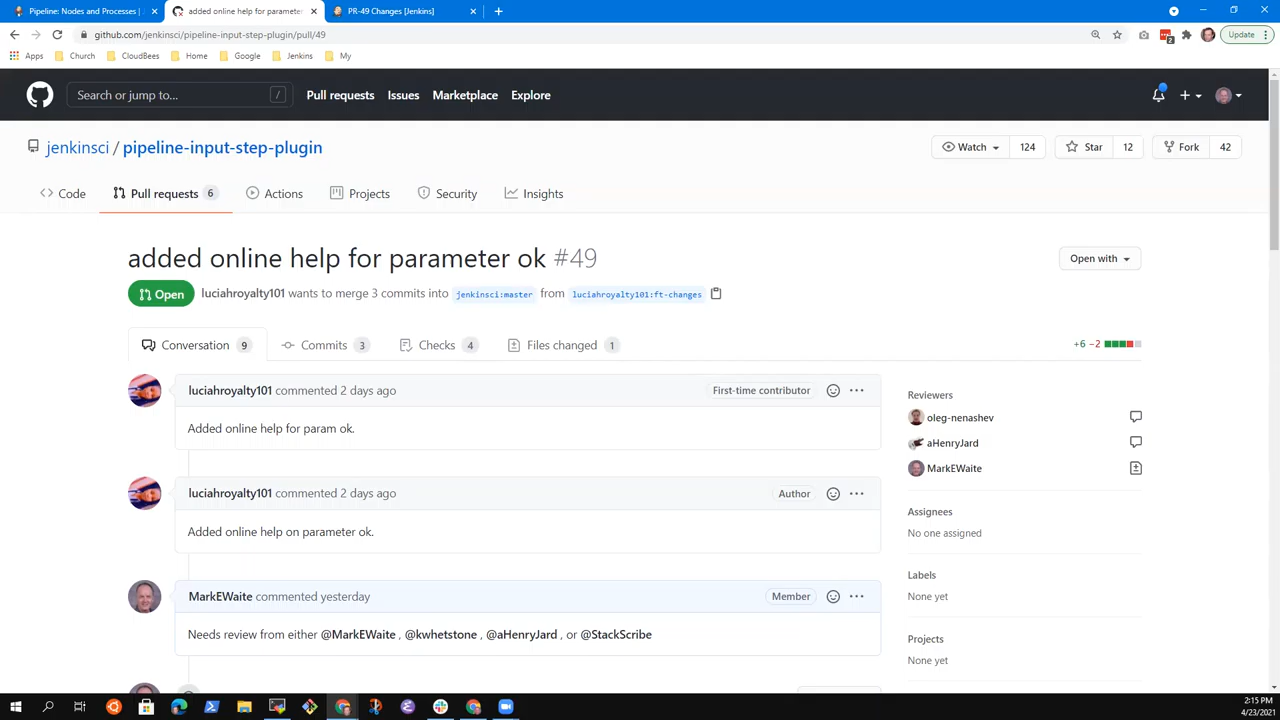 Pipeline: Nodes and Processes |
added online help for parameter
PR-49 Changes [Jenkins]
github.com/jenkinsci/pipeline-input-step-plugin/pull/49
2
Update
Apps Church CloudBees Home Google Jenkins My
Search or jump to... /
Pull requests Issues Marketplace Explore
jenkinsci / pipeline-input-step-plugin
Watch 124 Star 12 Fork 42
Code Pull requests 6 Actions Projects Security Insights
added online help for parameter ok #49
Open with
Open luciahroyalty101 wants to merge 3 commits into jenkinsci:master from luciahroyalty101:ft-changes
Conversation 9 Commits 3 Checks 4 Files changed 1
+6 −2
luciahroyalty101 commented 2 days ago First-time contributor
Added online help for param ok.
luciahroyalty101 commented 2 days ago Author
Added online help on parameter ok.
MarkEWaite commented yesterday Member
Needs review from either @MarkEWaite , @kwhetstone , @aHenryJard , or @StackScribe
Reviewers
oleg-nenashev
aHenryJard
MarkEWaite
Assignees
No one assigned
Labels
None yet
Projects
None yet
2:15 PM
4/23/2021